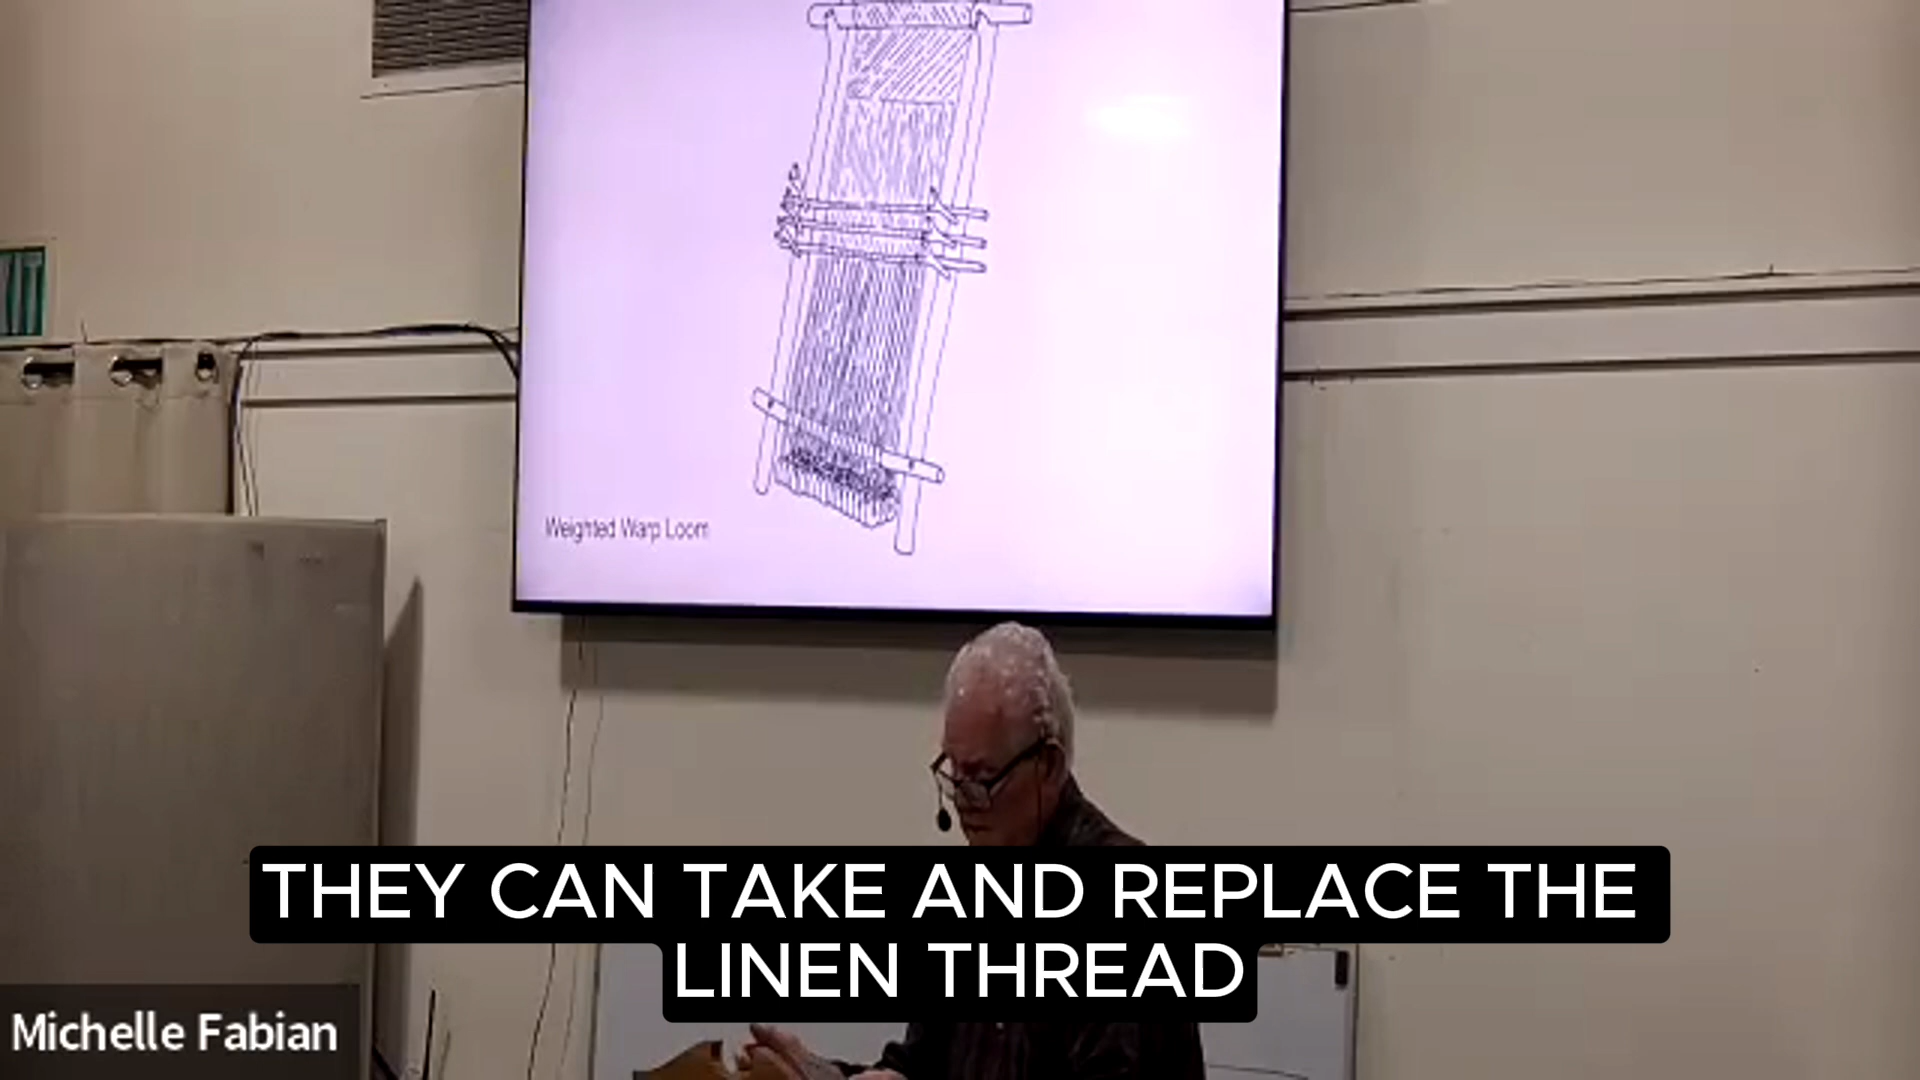 Weighted Warp Loom
THEY CAN TAKE AND REPLACE THE
LINEN THREAD
Michelle Fabian